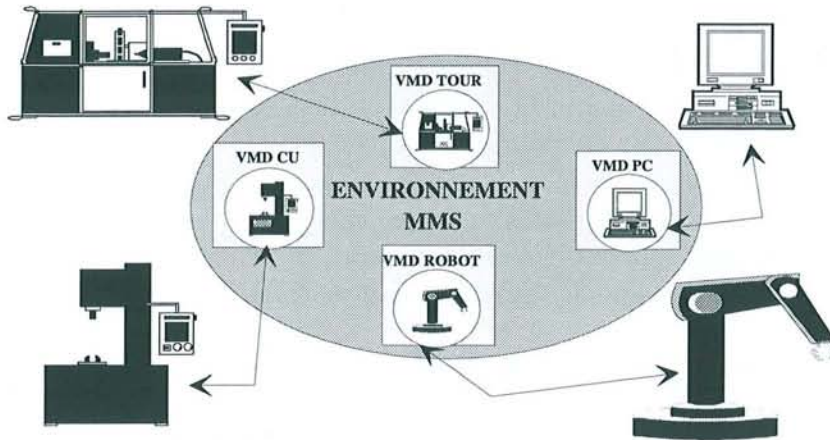 VMD TOUR
VMD CU
VMD PC
ENVIRONNEMENT
MMS
VMD ROBOT